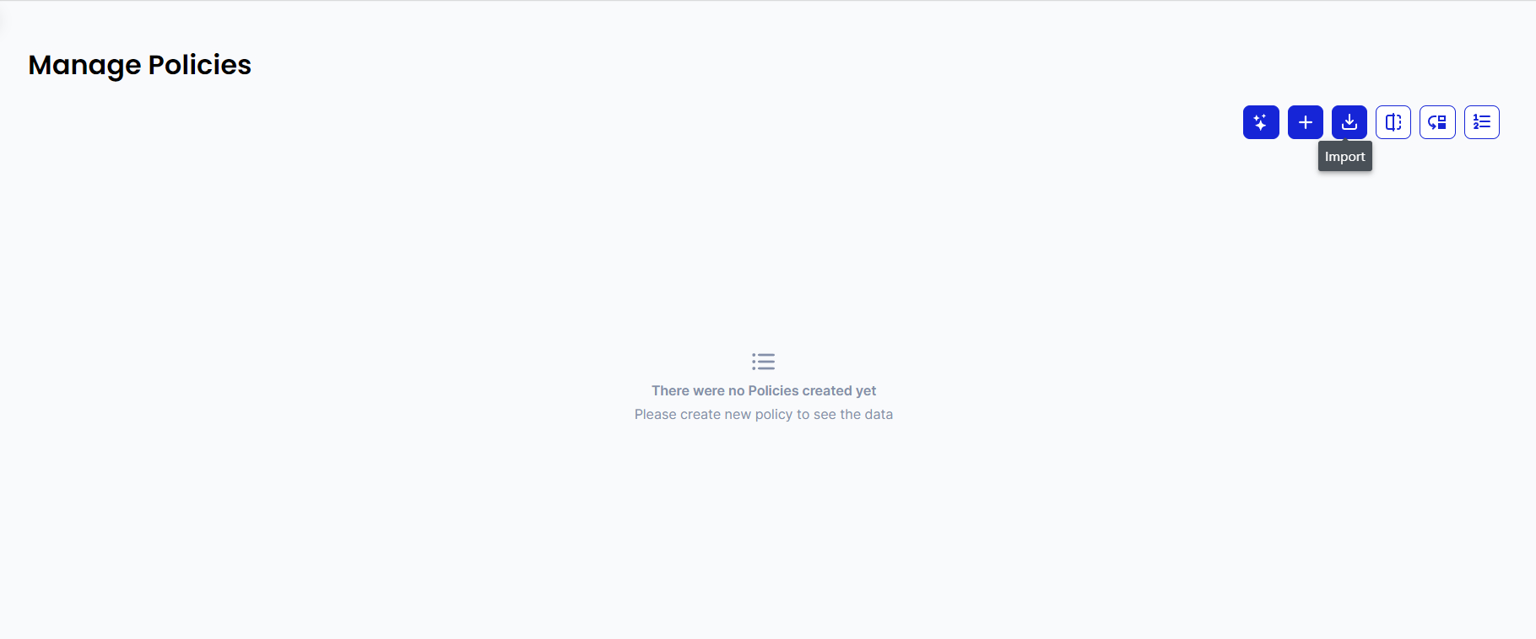 Manage Policies
Import
There were no Policies created yet
Please create new policy to see the data